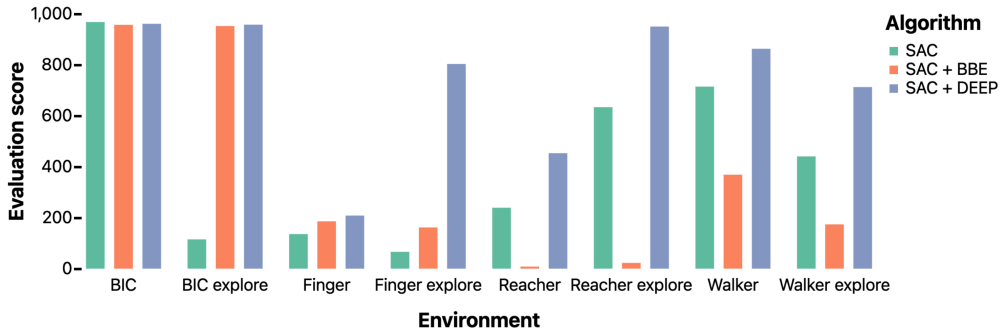 Evaluation score
1,000
800
600
400
200
0
BIC
BIC explore
Finger
Finger explore
Reacher
Reacher explore
Walker
Walker explore
Environment
Algorithm
SAC
SAC + BBE
SAC + DEEP